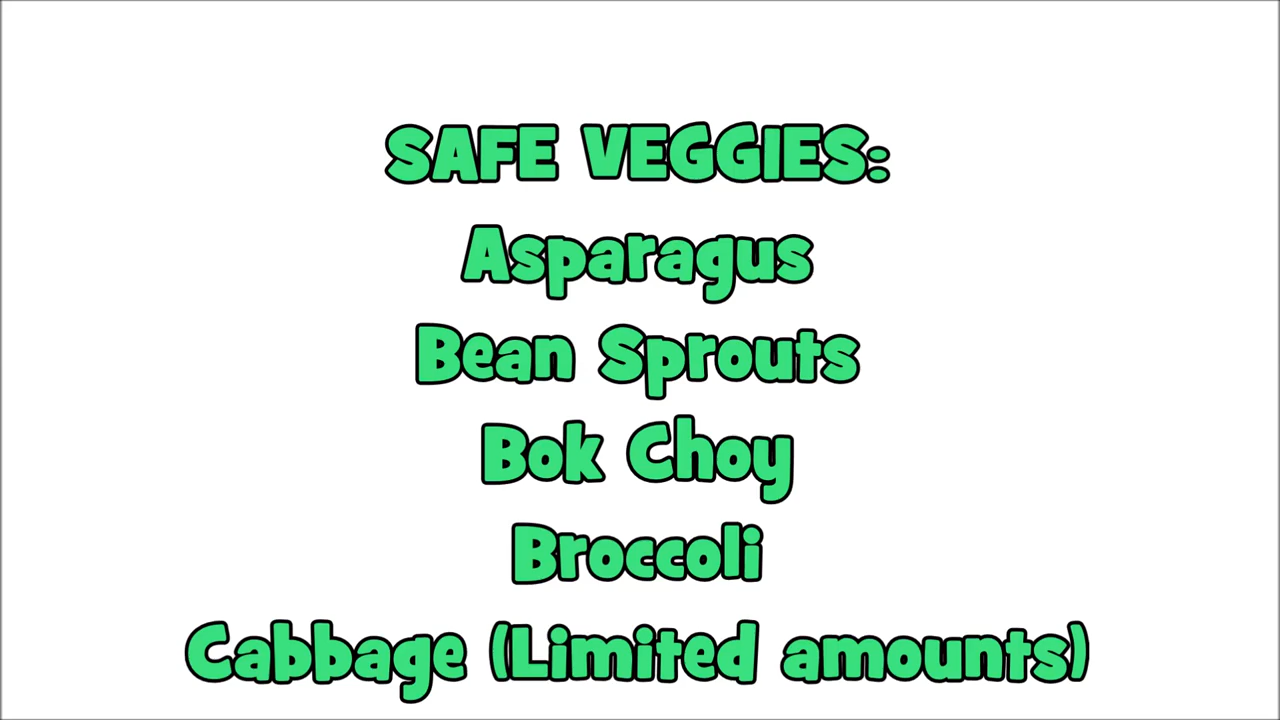 SAFE VEGGIES:
Asparagus
Bean Sprouts
Bok Choy
Broccoli
Cabbage (Limited amounts)